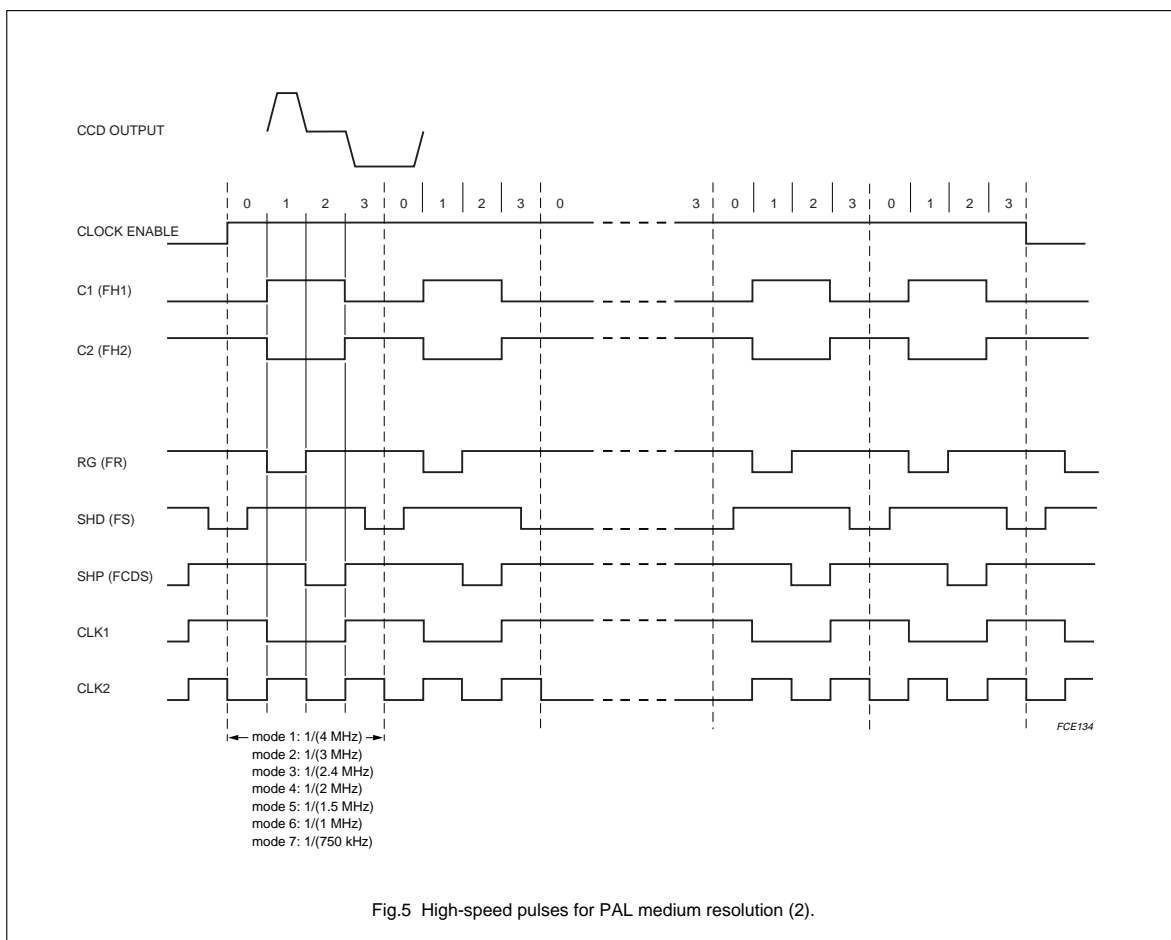 CCD OUTPUT
0 1 2 3 0 1 2 3 0 3 0 1 2 3 0 1 2 3
CLOCK ENABLE
C1 (FH1)
C2 (FH2)
RG (FR)
SHD (FS)
SHP (FCDS)
CLK1
CLK2
FCE134
mode 1: 1/(4 MHz)
mode 2: 1/(3 MHz)
mode 3: 1/(2.4 MHz)
mode 4: 1/(2 MHz)
mode 5: 1/(1.5 MHz)
mode 6: 1/(1 MHz)
mode 7: 1/(750 kHz)
Fig.5 High-speed pulses for PAL medium resolution (2).